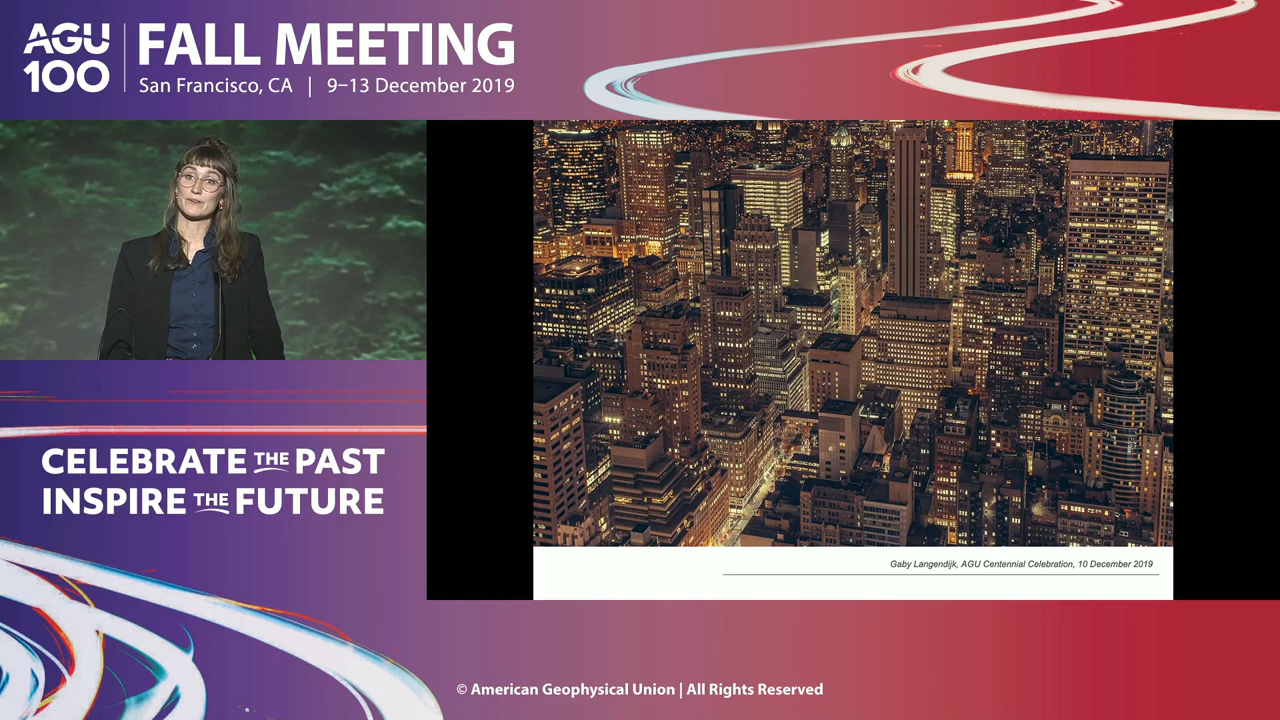 AGU
100
FALL MEETING
San Francisco, CA | 9–13 December 2019
CELEBRATE THE PAST
INSPIRE THE FUTURE
Gaby Langendijk, AGU Centennial Celebration, 10 December 2019
© American Geophysical Union | All Rights Reserved